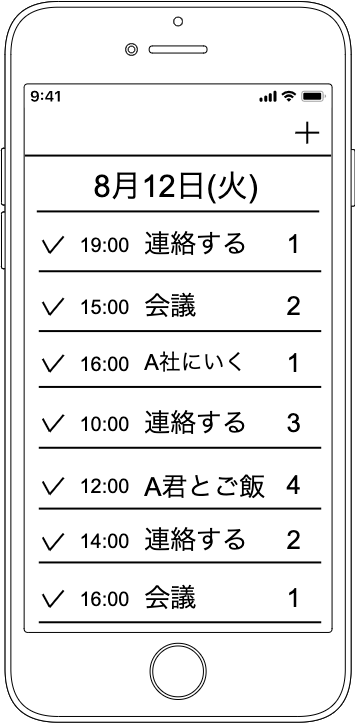 9:41
8月12日(火)
19:00 連絡する 1
15:00 会議 2
16:00 A社にいく 1
10:00 連絡する 3
12:00 A君とご飯 4
14:00 連絡する 2
16:00 会議 1